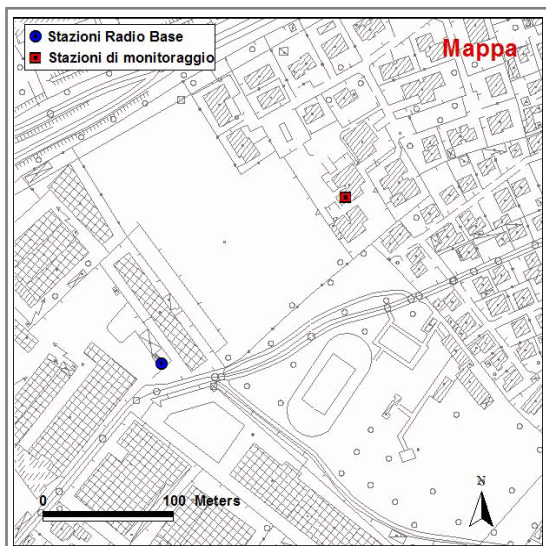 Stazioni Radio Base
Stazioni di monitoraggio
Mappa
0 100 Meters
N